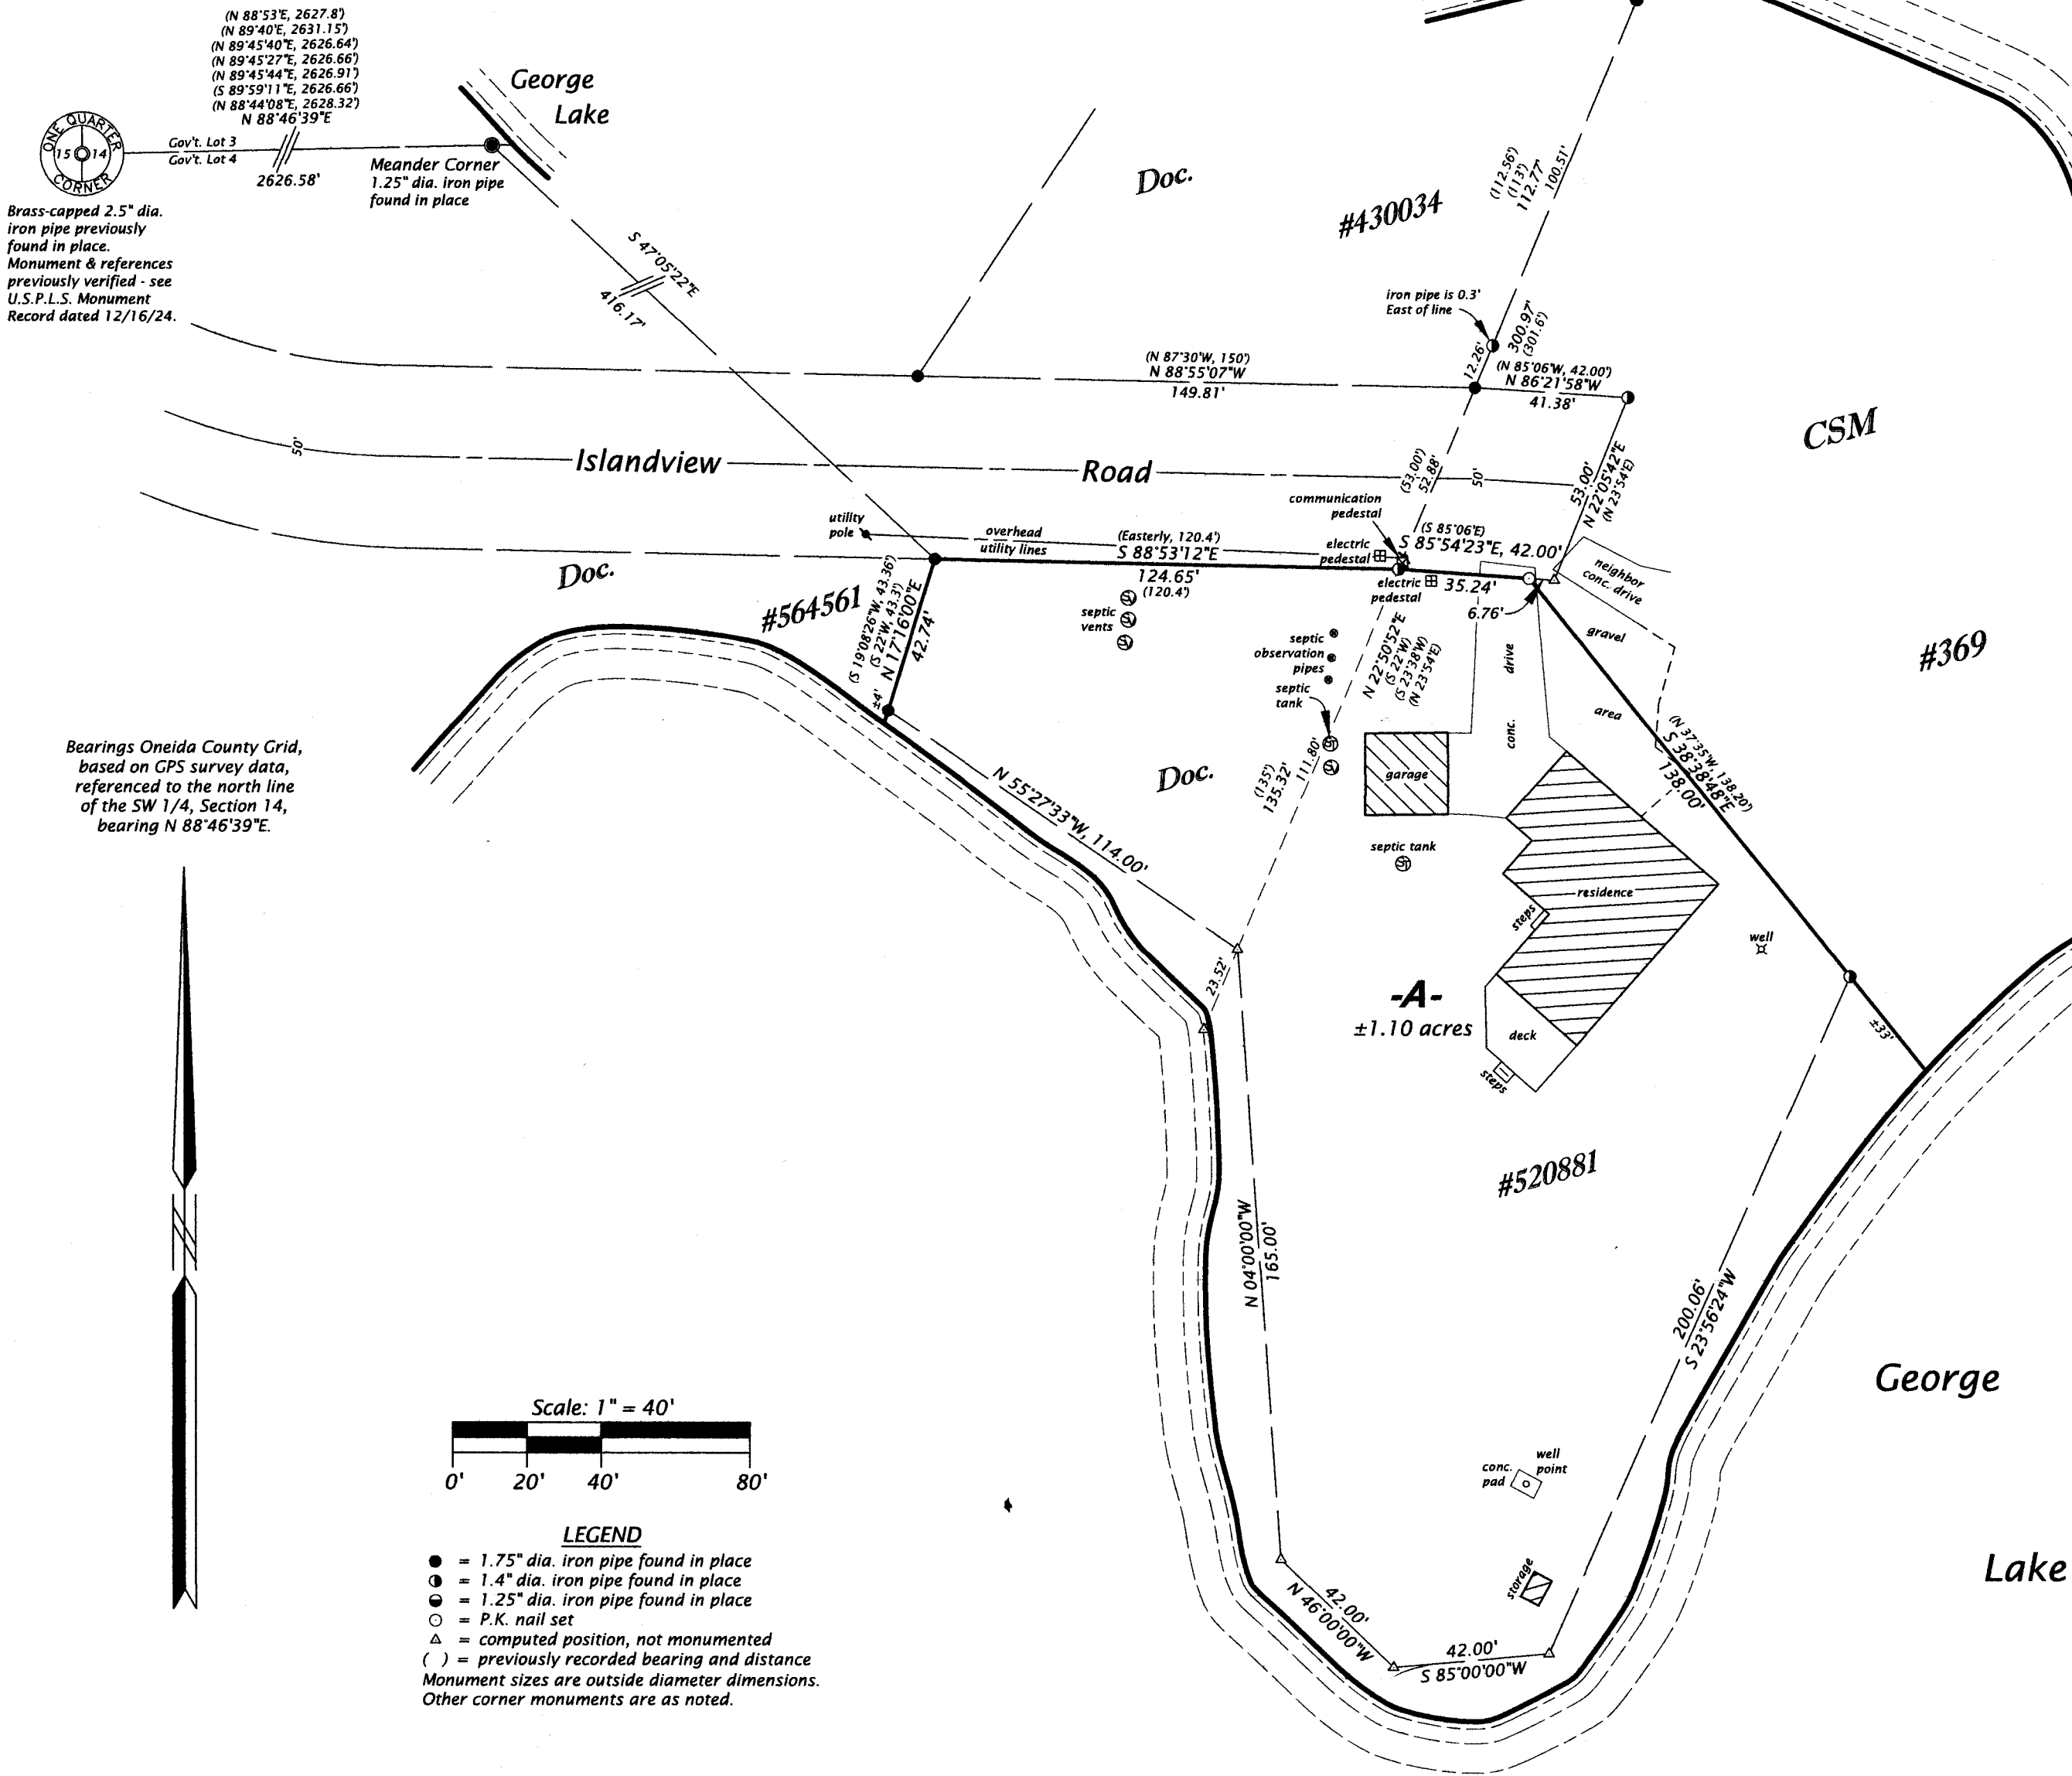 (N 88°53'E, 2627.8')
(N 89°40'E, 2631.15')
(N 89°45'40"E, 2626.64')
(N 89°45'27"E, 2626.66')
(N 89°45'44"E, 2626.91')
(S 89°59'11"E, 2626.66')
(N 88°44'08"E, 2628.32')
N 88°46'39"E
2626.58'
ONE QUARTER
15 14
CORNER
Gov't. Lot 3
Gov't. Lot 4
George
Lake
Meander Corner
1.25" dia. iron pipe
found in place
Brass-capped 2.5" dia.
iron pipe previously
found in place.
Monument & references
previously verified - see
U.S.P.L.S. Monument
Record dated 12/16/24.
S 47°05'22"E
416.17'
Doc.
#430034
(112.56')
(113')
112.77'
100.51'
iron pipe is 0.3'
East of line
300.97'
(301.6')
12.26'
(N 87°30'W, 150')
N 88°55'07"W
149.81'
(N 85°06'W, 42.00')
N 86°21'58"W
41.38'
CSM
#369
50'
Islandview Road
50'
(53.00')
52.88'
53.00'
N 22°05'42"E
(N 23°54'E)
communication
pedestal
utility
pole
overhead
utility lines
(Easterly, 120.4')
S 88°53'12"E
124.65'
(120.4')
electric
pedestal
(S 85°06'E)
S 85°54'23"E, 42.00'
electric
pedestal
35.24'
6.76'
neighbor
conc. drive
Doc.
#564561
(S 19°08'26"W, 43.36')
(S 22°W, 43.3')
N 17°16'00"E
42.74'
±4'
septic
vents
septic
observation
pipes
septic
tank
N 22°50'52"E
(S 22°W)
(S 23°38'W)
(N 23°54'E)
drive
conc.
gravel
area
(N 37°35'W, 138.20')
S 38°38'48"E
138.00'
Bearings Oneida County Grid,
based on GPS survey data,
referenced to the north line
of the SW 1/4, Section 14,
bearing N 88°46'39"E.
N 55°27'33"W, 114.00'
Doc.
(135')
135.32'
111.80'
ST
SV
garage
septic tank
ST
residence
steps
well
23.52'
-A-
±1.10 acres
deck
steps
±33'
#520881
N 04°00'00"W
165.00'
200.06'
S 23°56'24"W
George
Lake
Scale: 1" = 40'
0' 20' 40' 80'
conc.
pad
well
point
storage
42.00'
N 46°00'00"W
42.00'
S 85°00'00"W
LEGEND
= 1.75" dia. iron pipe found in place
= 1.4" dia. iron pipe found in place
= 1.25" dia. iron pipe found in place
= P.K. nail set
= computed position, not monumented
( ) = previously recorded bearing and distance
Monument sizes are outside diameter dimensions.
Other corner monuments are as noted.